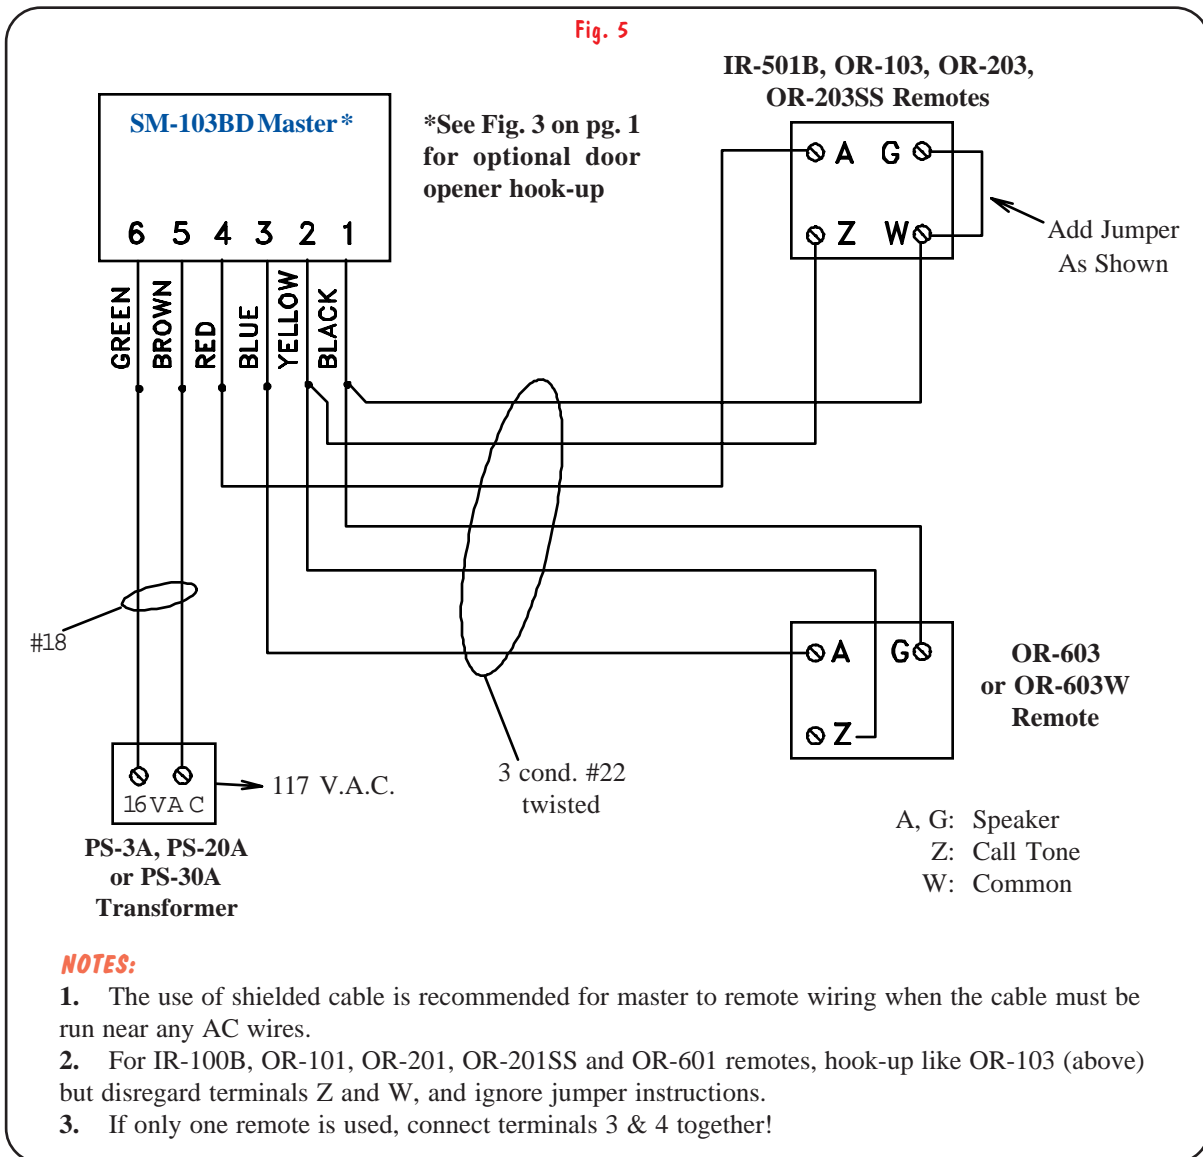 Fig. 5
IR-501B, OR-103, OR-203,
OR-203SS Remotes
SM-103BD Master *
*See Fig. 3 on pg. 1
for optional door
opener hook-up
A G
Z W
Add Jumper
As Shown
6 5 4 3 2 1
GREEN
BROWN
RED
BLUE
YELLOW
BLACK
#18
A G
Z
OR-603
or OR-603W
Remote
3 cond. #22
twisted
16VAC
117 V.A.C.
PS-3A, PS-20A
or PS-30A
Transformer
A, G: Speaker
Z: Call Tone
W: Common
NOTES:
1. The use of shielded cable is recommended for master to remote wiring when the cable must be
run near any AC wires.
2. For IR-100B, OR-101, OR-201, OR-201SS and OR-601 remotes, hook-up like OR-103 (above)
but disregard terminals Z and W, and ignore jumper instructions.
3. If only one remote is used, connect terminals 3 & 4 together!